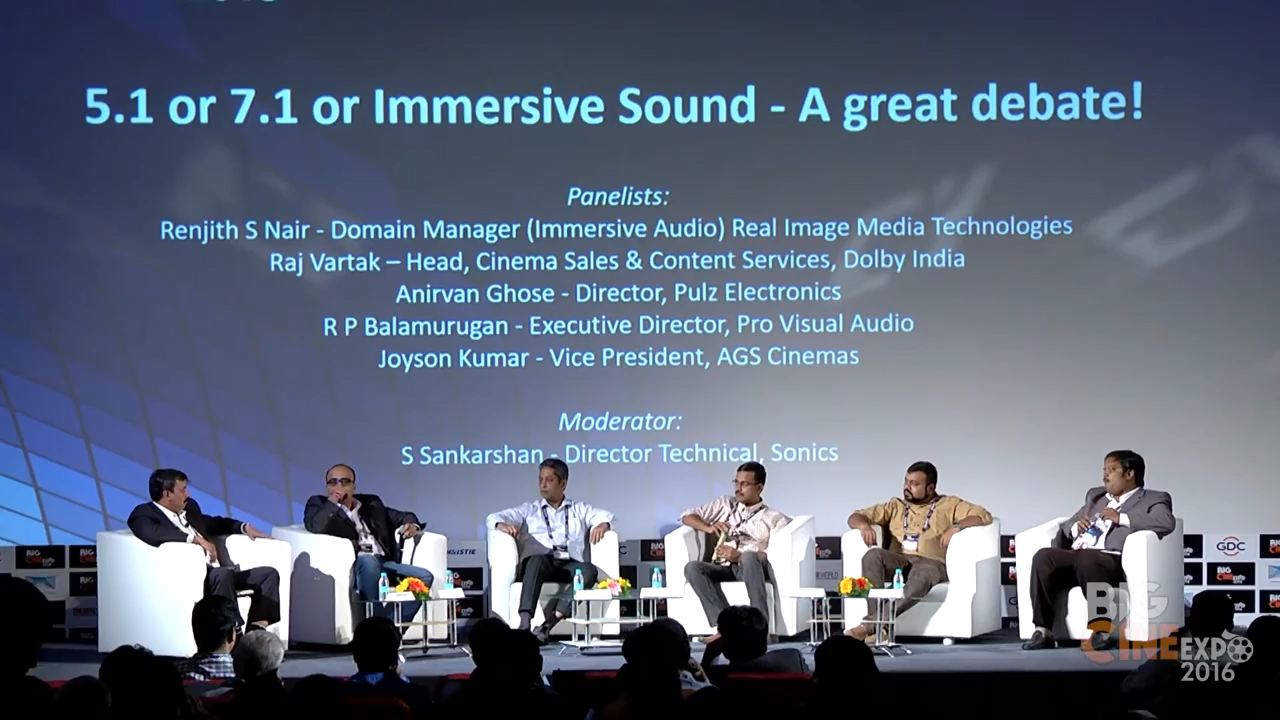 5.1 or 7.1 or Immersive Sound - A great debate!
Panelists:
Renjith S Nair - Domain Manager (Immersive Audio) Real Image Media Technologies
Raj Vartak – Head, Cinema Sales & Content Services, Dolby India
Anirvan Ghose - Director, Pulz Electronics
R P Balamurugan - Executive Director, Pro Visual Audio
Joyson Kumar - Vice President, AGS Cinemas
Moderator:
S Sankarshan - Director Technical, Sonics
GDC
BIG
CINE EXPO
2016